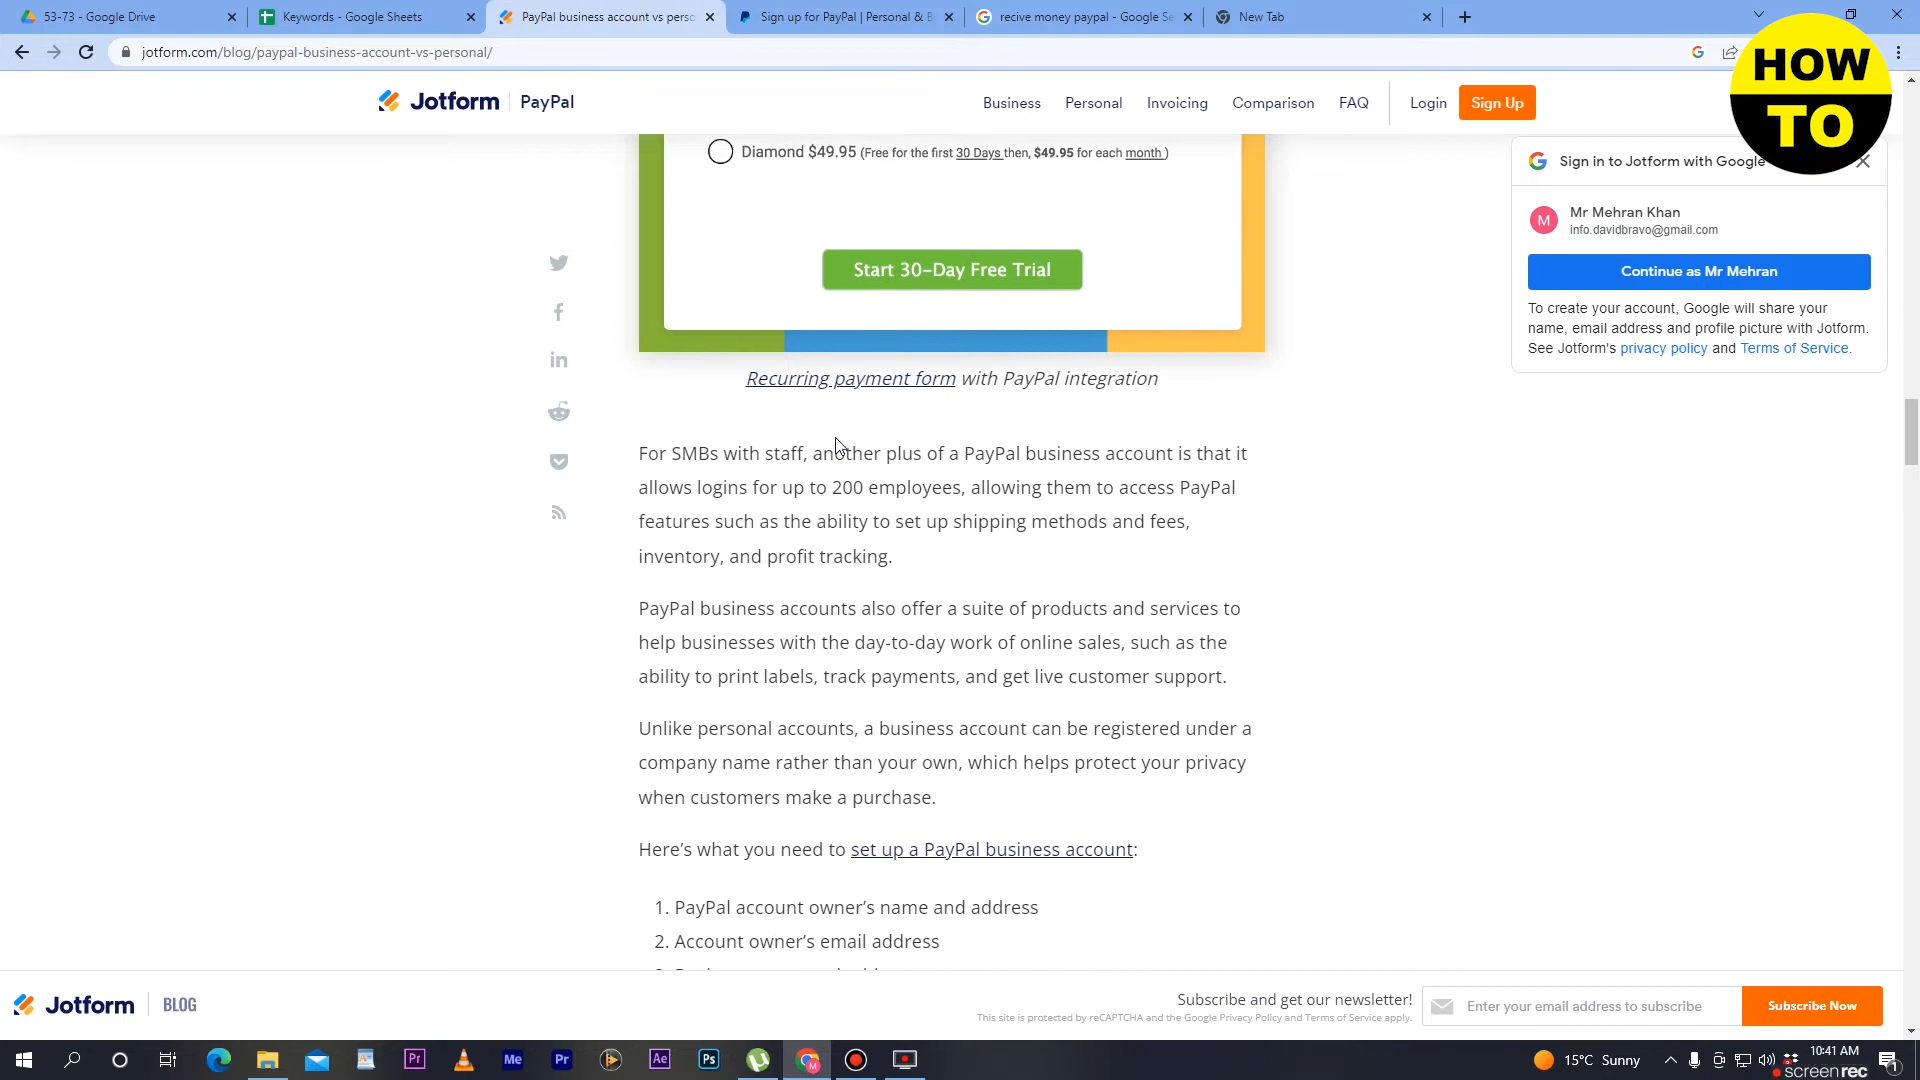 53-73 - Google Drive
Keywords - Google Sheets
PayPal business account vs perso
Sign up for PayPal | Personal & B
recive money paypal - Google Se
New Tab
jotform.com/blog/paypal-business-account-vs-personal/
HOW
TO
Jotform
PayPal
Business
Personal
Invoicing
Comparison
FAQ
Login
Sign Up
Diamond $49.95 (Free for the first 30 Days then, $49.95 for each month )
Start 30-Day Free Trial
Recurring payment form with PayPal integration
Sign in to Jotform with Google
M
Mr Mehran Khan
info.davidbravo@gmail.com
Continue as Mr Mehran
To create your account, Google will share your
name, email address and profile picture with Jotform.
See Jotform's privacy policy and Terms of Service.
For SMBs with staff, another plus of a PayPal business account is that it
allows logins for up to 200 employees, allowing them to access PayPal
features such as the ability to set up shipping methods and fees,
inventory, and profit tracking.
PayPal business accounts also offer a suite of products and services to
help businesses with the day-to-day work of online sales, such as the
ability to print labels, track payments, and get live customer support.
Unlike personal accounts, a business account can be registered under a
company name rather than your own, which helps protect your privacy
when customers make a purchase.
Here’s what you need to set up a PayPal business account:
1. PayPal account owner’s name and address
2. Account owner’s email address
Jotform
BLOG
Subscribe and get our newsletter!
This site is protected by reCAPTCHA and the Google Privacy Policy and Terms of Service apply.
Enter your email address to subscribe
Subscribe Now
Pr
Me
Pr
Ae
Ps
M
15°C Sunny
10:41 AM
screenrec
1